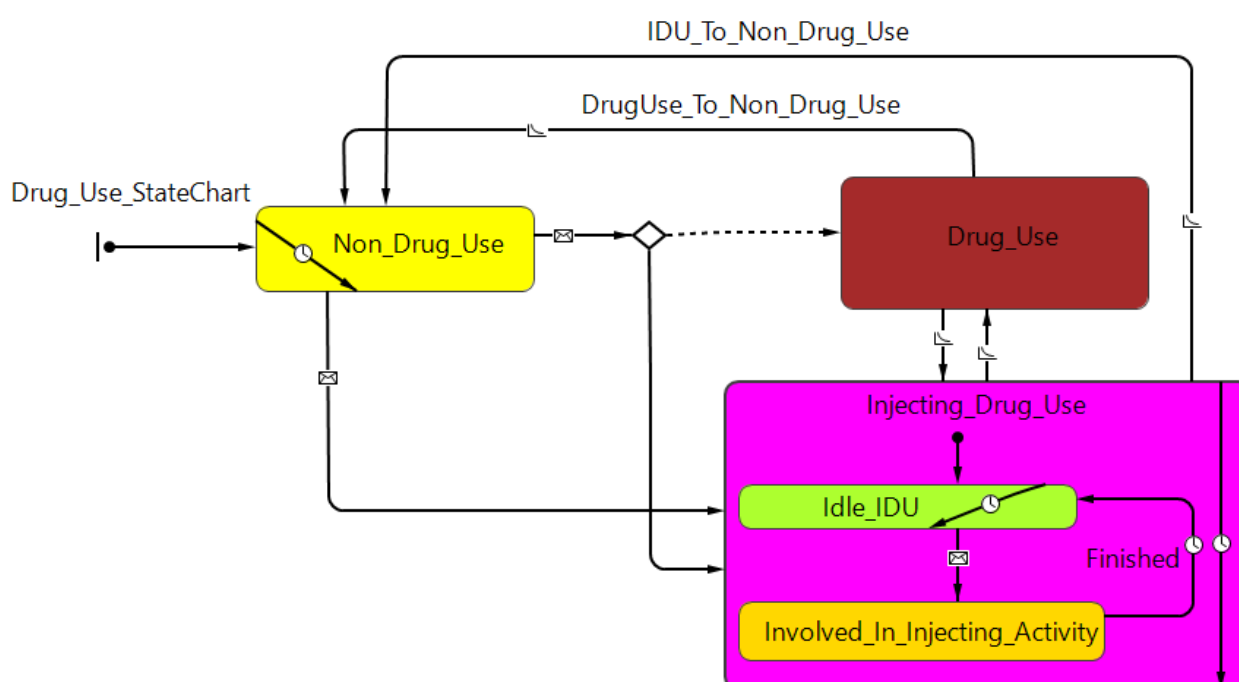 IDU_To_Non_Drug_Use
DrugUse_To_Non_Drug_Use
Drug_Use_StateChart
Non_Drug_Use
Drug_Use
Injecting_Drug_Use
Idle_IDU
Finished
Involved_In_Injecting_Activity